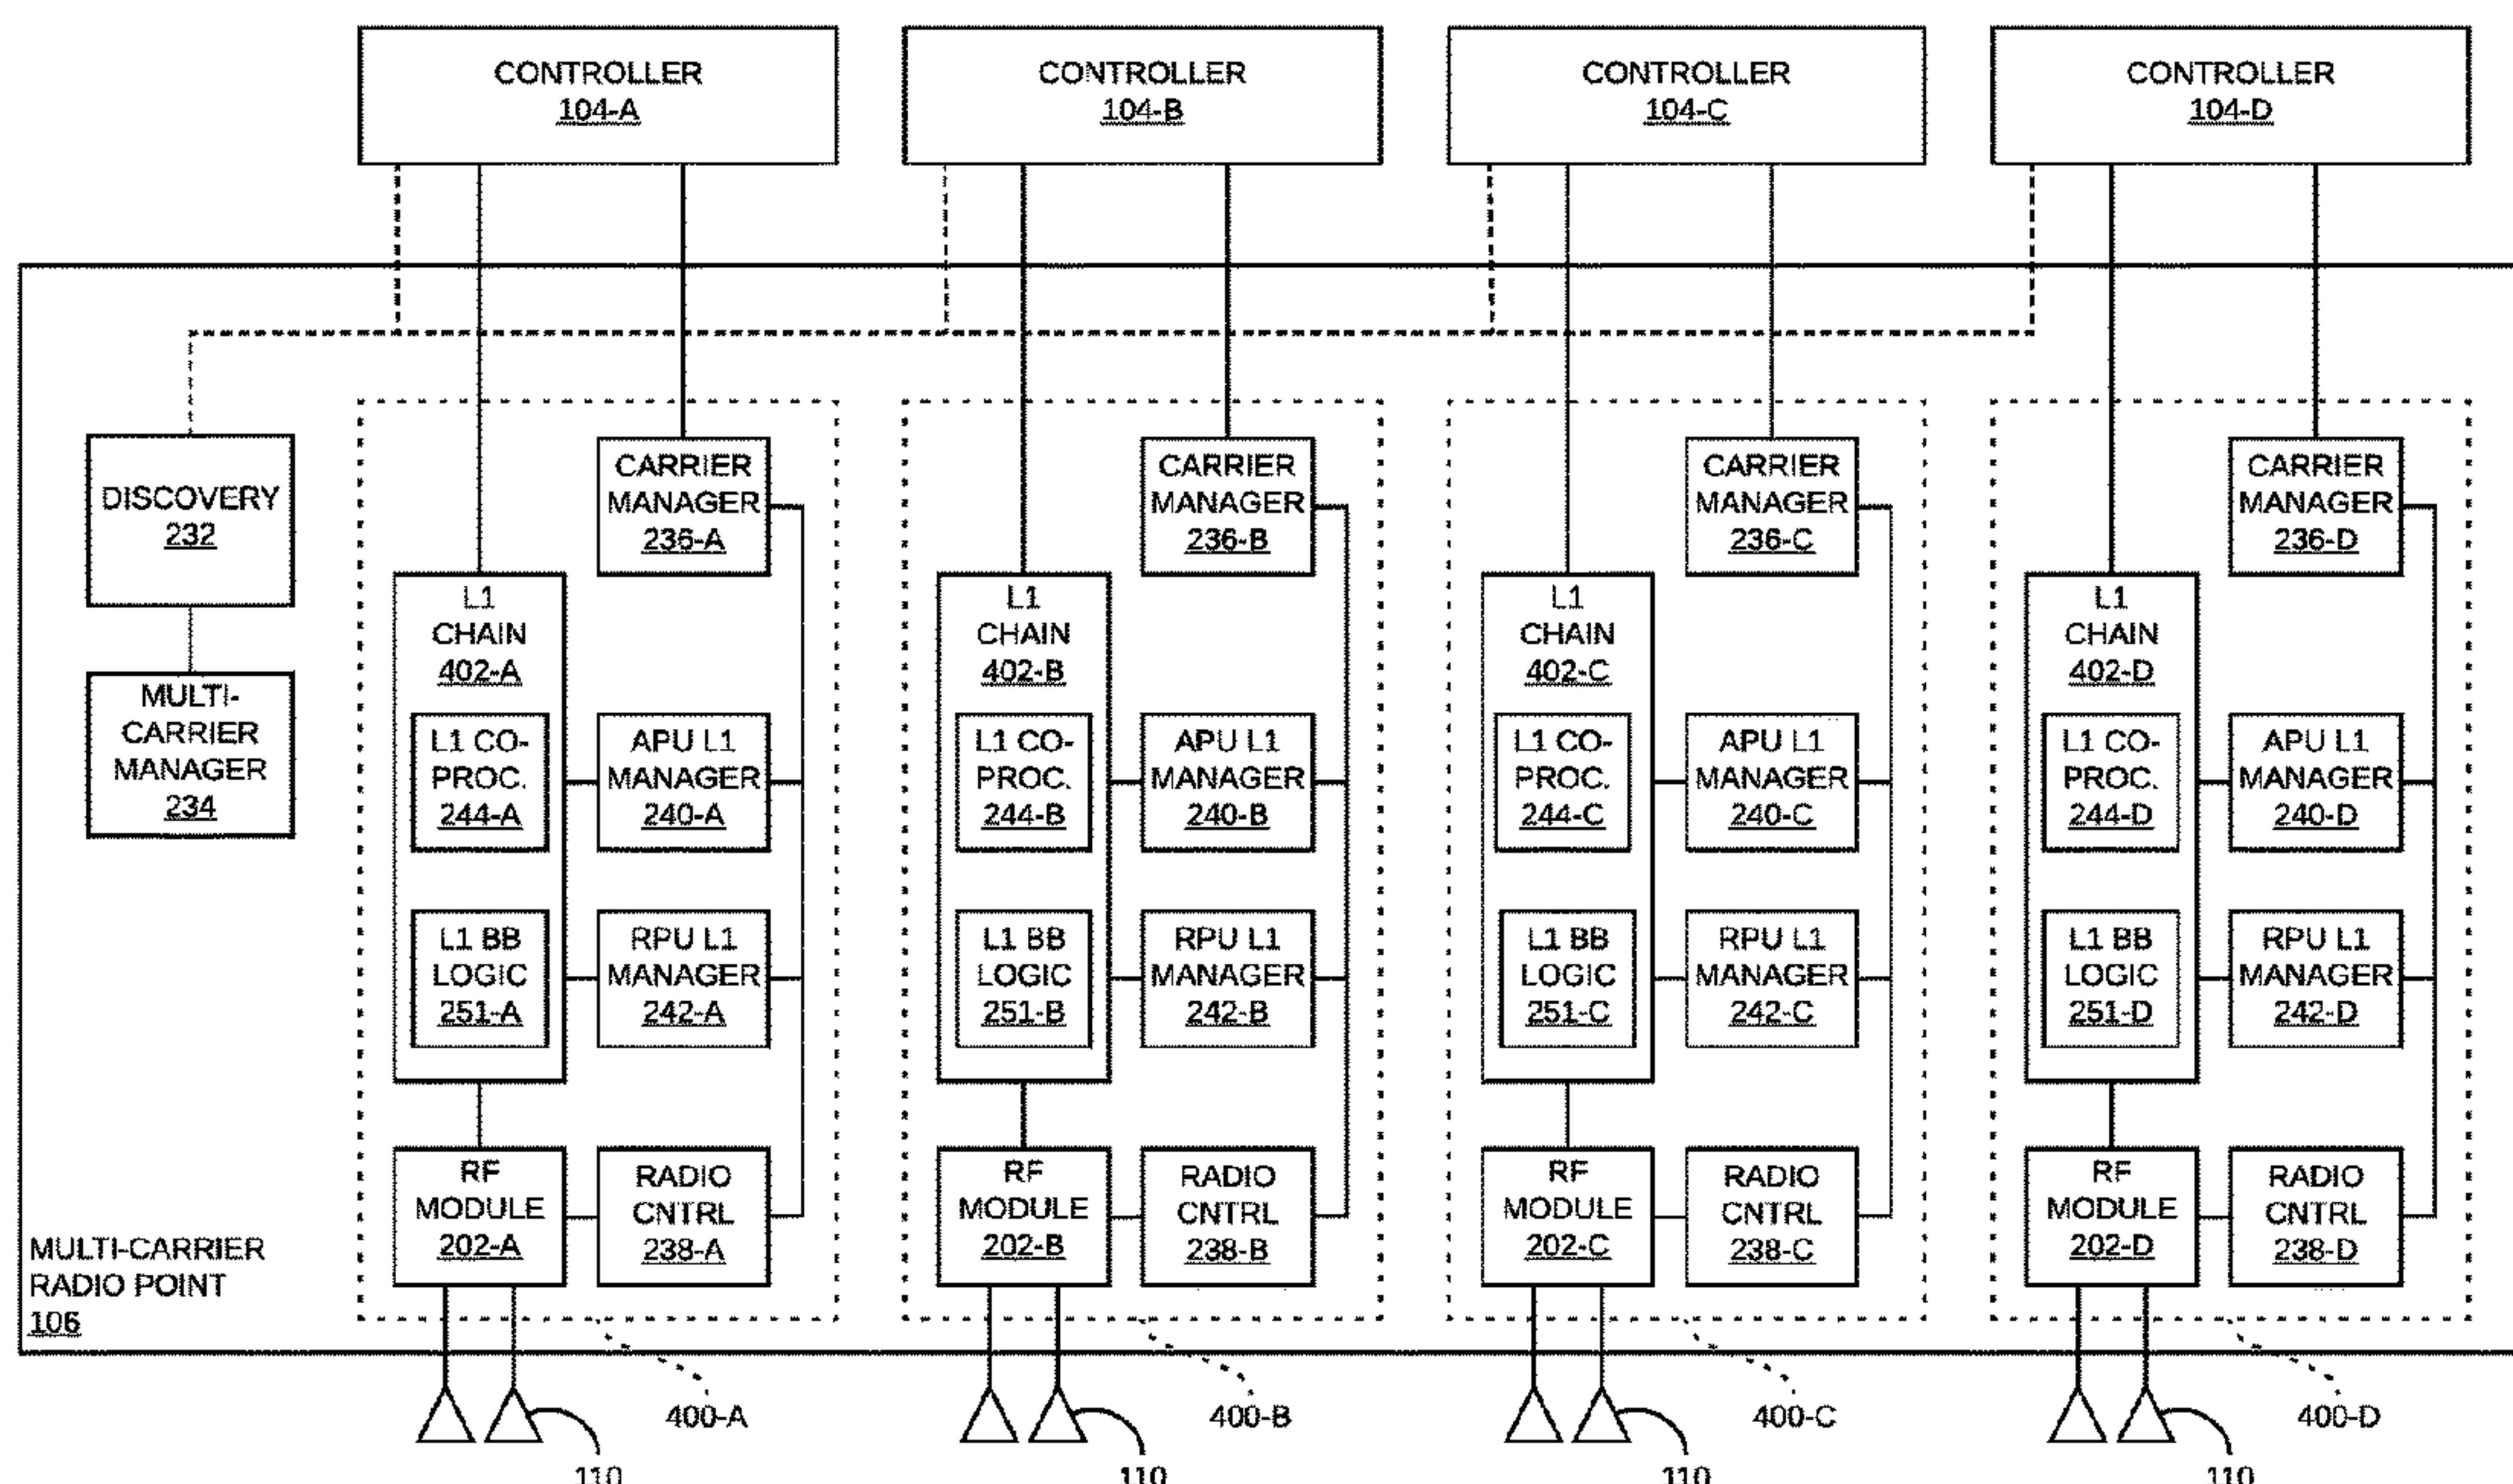 CONTROLLER
104-A
CONTROLLER
104-B
CONTROLLER
104-C
CONTROLLER
104-D
DISCOVERY
232
MULTI-
CARRIER
MANAGER
234
CARRIER
MANAGER
236-A
L1
CHAIN
402-A
L1 CO-
PROC.
244-A
APU L1
MANAGER
240-A
L1 BB
LOGIC
251-A
RPU L1
MANAGER
242-A
RF
MODULE
202-A
RADIO
CNTRL
238-A
CARRIER
MANAGER
236-B
L1
CHAIN
402-B
L1 CO-
PROC.
244-B
APU L1
MANAGER
240-B
L1 BB
LOGIC
251-B
RPU L1
MANAGER
242-B
RF
MODULE
202-B
RADIO
CNTRL
238-B
CARRIER
MANAGER
236-C
L1
CHAIN
402-C
L1 CO-
PROC.
244-C
APU L1
MANAGER
240-C
L1 BB
LOGIC
251-C
RPU L1
MANAGER
242-C
RF
MODULE
202-C
RADIO
CNTRL
238-C
CARRIER
MANAGER
236-D
L1
CHAIN
402-D
L1 CO-
PROC.
244-D
APU L1
MANAGER
240-D
L1 BB
LOGIC
251-D
RPU L1
MANAGER
242-D
RF
MODULE
202-D
RADIO
CNTRL
238-D
MULTI-CARRIER
RADIO POINT
106
400-A
400-B
400-C
400-D
110
110
110
110